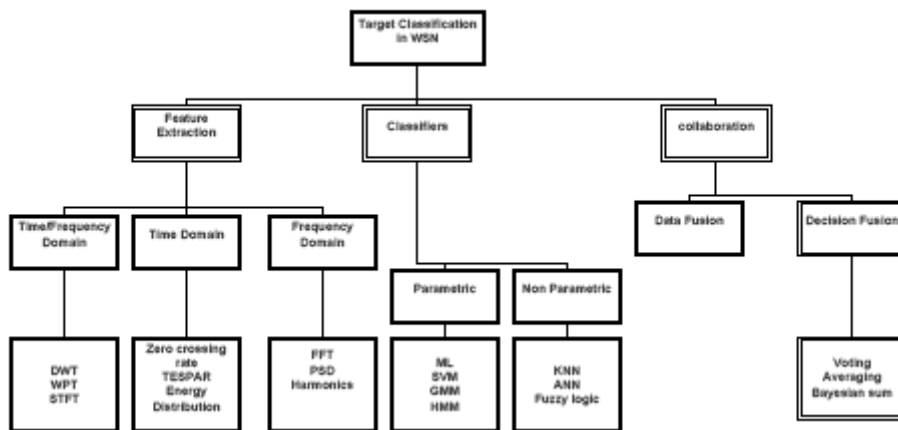 Target Classification
in WSN
Feature
Extraction
Classifiers
collaboration
Time/Frequency
Domain
Time Domain
Frequency
Domain
Data Fusion
Decision Fusion
Parametric
Non Parametric
DWT
WPT
STFT
Zero crossing
rate
TESPAR
Energy
Distribution
FFT
PSD
Harmonics
ML
SVM
GMM
HMM
KNN
ANN
Fuzzy logic
Voting
Averaging
Bayesian sum